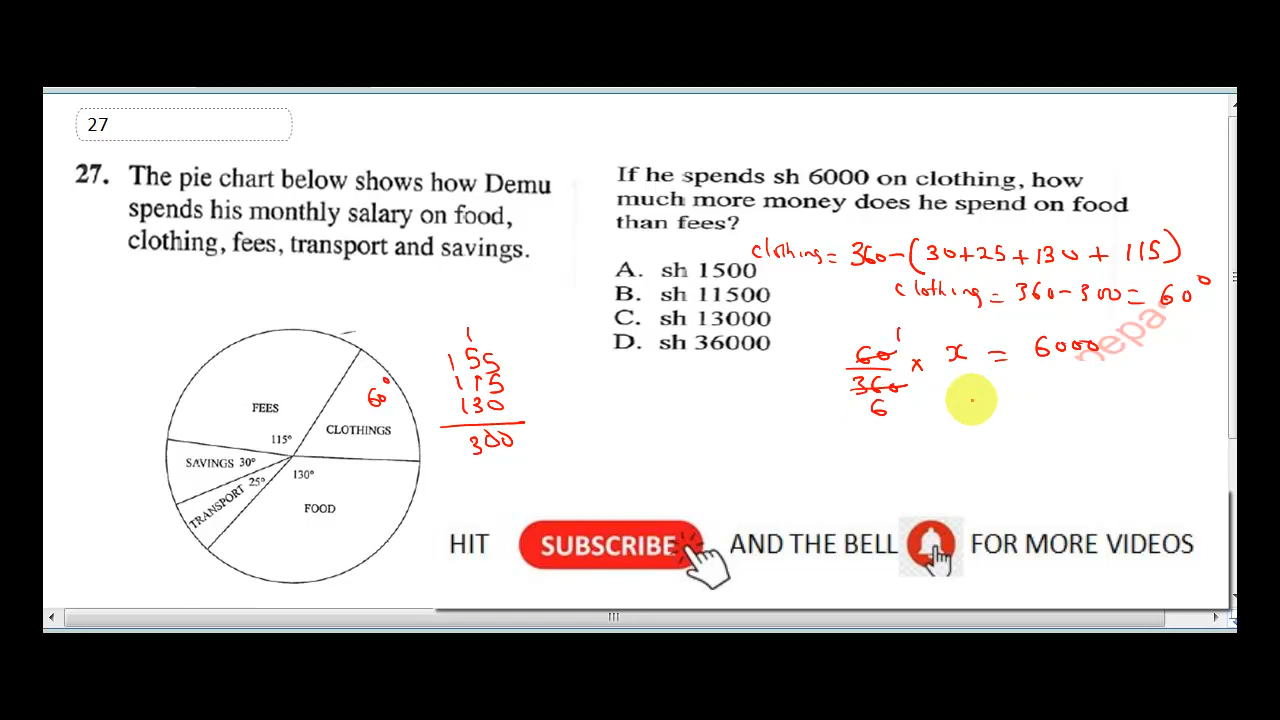 27
27. The pie chart below shows how Demu
spends his monthly salary on food,
clothing, fees, transport and savings.
If he spends sh 6000 on clothing, how
much more money does he spend on food
than fees?
A. sh 1500
B. sh 11500
C. sh 13000
D. sh 36000
clothing = 360 - (30+25+130 + 115)
clothing = 360 - 300 = 60°
60/360 1/6 × x = 6000
1
155
115
130
300
FEES
115°
60°
CLOTHINGS
SAVINGS 30°
TRANSPORT 25°
130°
FOOD
HIT SUBSCRIBE AND THE BELL FOR MORE VIDEOS